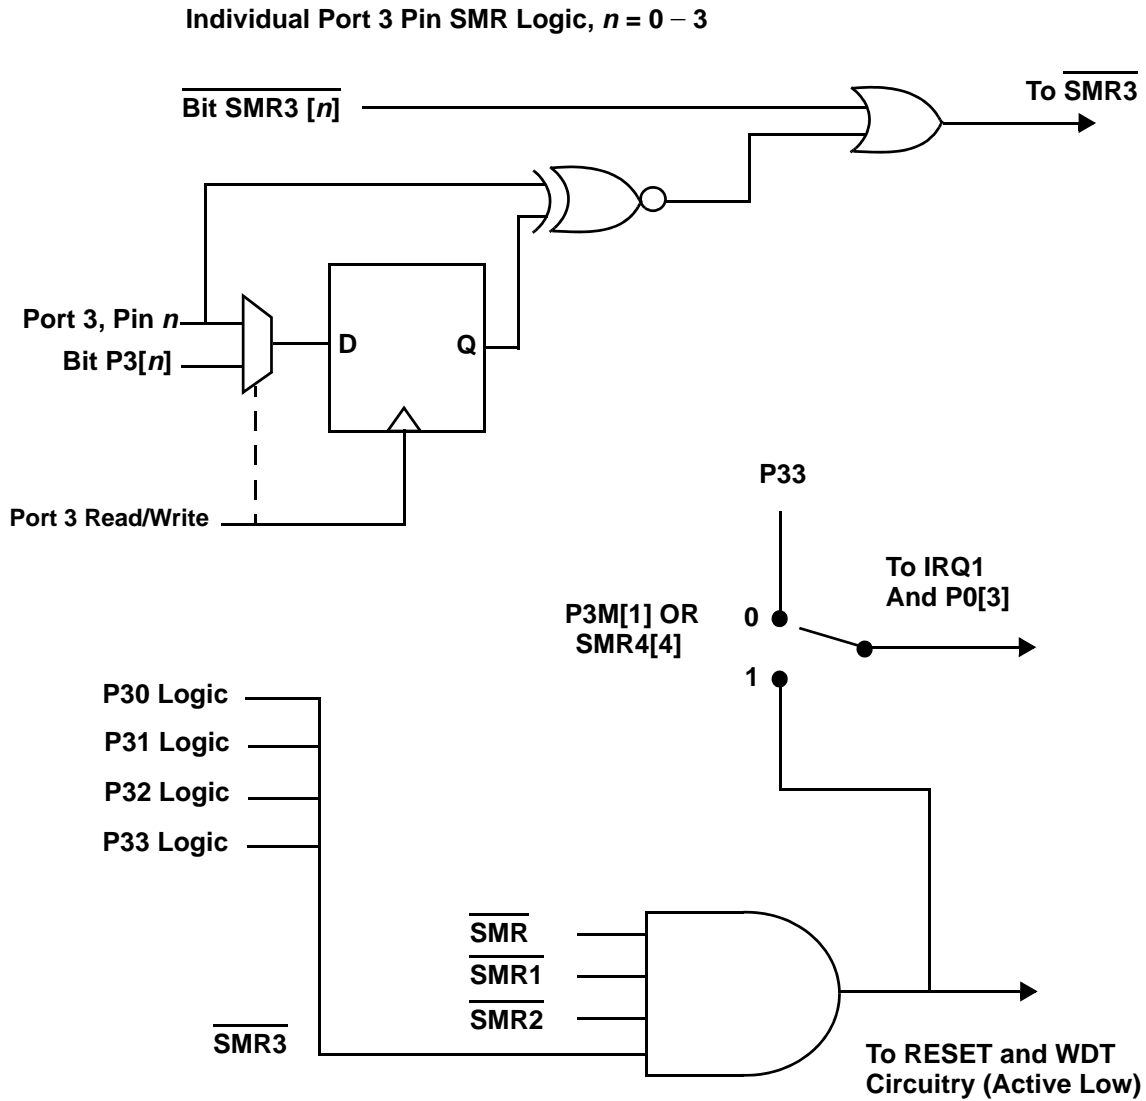 Individual Port 3 Pin SMR Logic, n = 0 – 3
Bit SMR3 [n]
To SMR3
Port 3, Pin n
Bit P3[n]
D
Q
Port 3 Read/Write
P33
To IRQ1
And P0[3]
P3M[1] OR
SMR4[4]
0
1
P30 Logic
P31 Logic
P32 Logic
P33 Logic
SMR
SMR1
SMR2
SMR3
To RESET and WDT
Circuitry (Active Low)